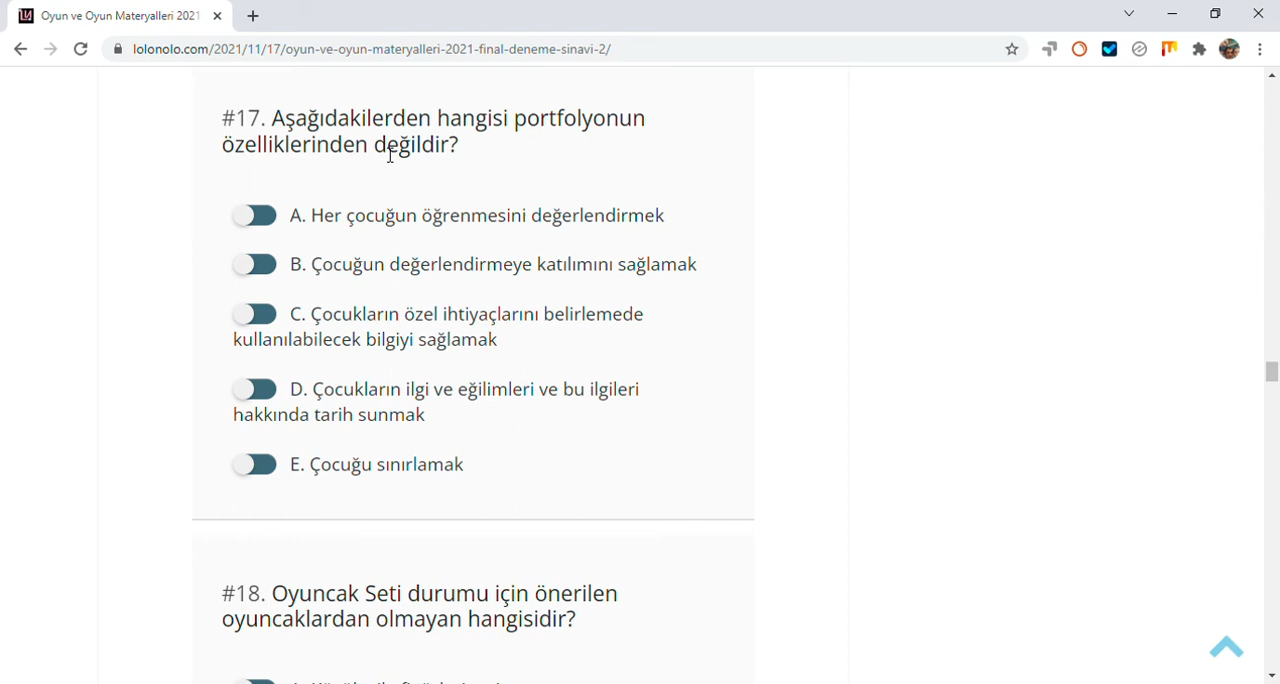 Oyun ve Oyun Materyalleri 2021
lolonolo.com/2021/11/17/oyun-ve-oyun-materyalleri-2021-final-deneme-sinavi-2/
#17. Aşağıdakilerden hangisi portfolyonun
özelliklerinden değildir?
A. Her çocuğun öğrenmesini değerlendirmek
B. Çocuğun değerlendirmeye katılımını sağlamak
C. Çocukların özel ihtiyaçlarını belirlemede
kullanılabilecek bilgiyi sağlamak
D. Çocukların ilgi ve eğilimleri ve bu ilgileri
hakkında tarih sunmak
E. Çocuğu sınırlamak
#18. Oyuncak Seti durumu için önerilen
oyuncaklardan olmayan hangisidir?